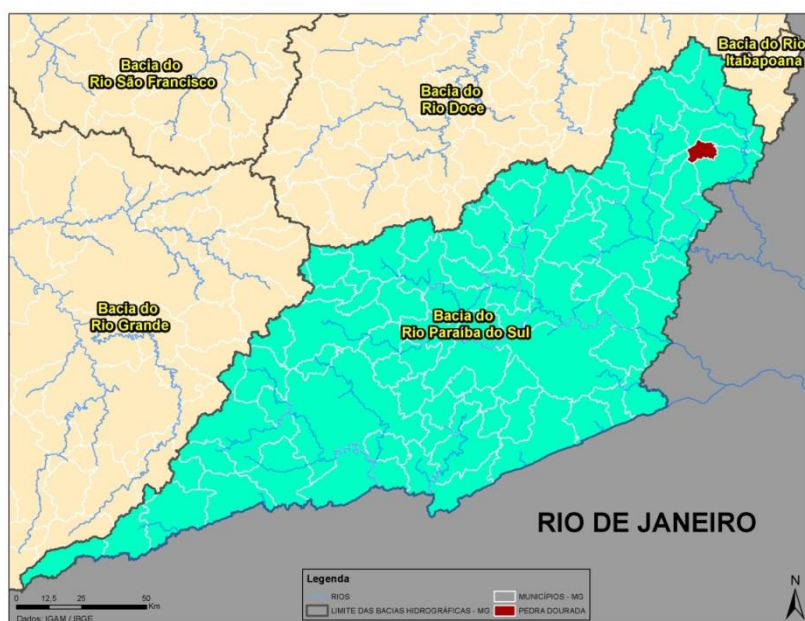 Bacia do
Rio São Francisco
Bacia do
Rio Doce
Bacia do Rio
Itabapoana
Bacia do
Rio Grande
Bacia do
Rio Paraíba do Sul
RIO DE JANEIRO
Legenda
RIOS
MUNICÍPIOS - MG
LIMITE DAS BACIAS HIDROGRÁFICAS - MG
PEDRA DOURADA
0 12,5 25 50
Km
Dados: IGAM / IBGE
N